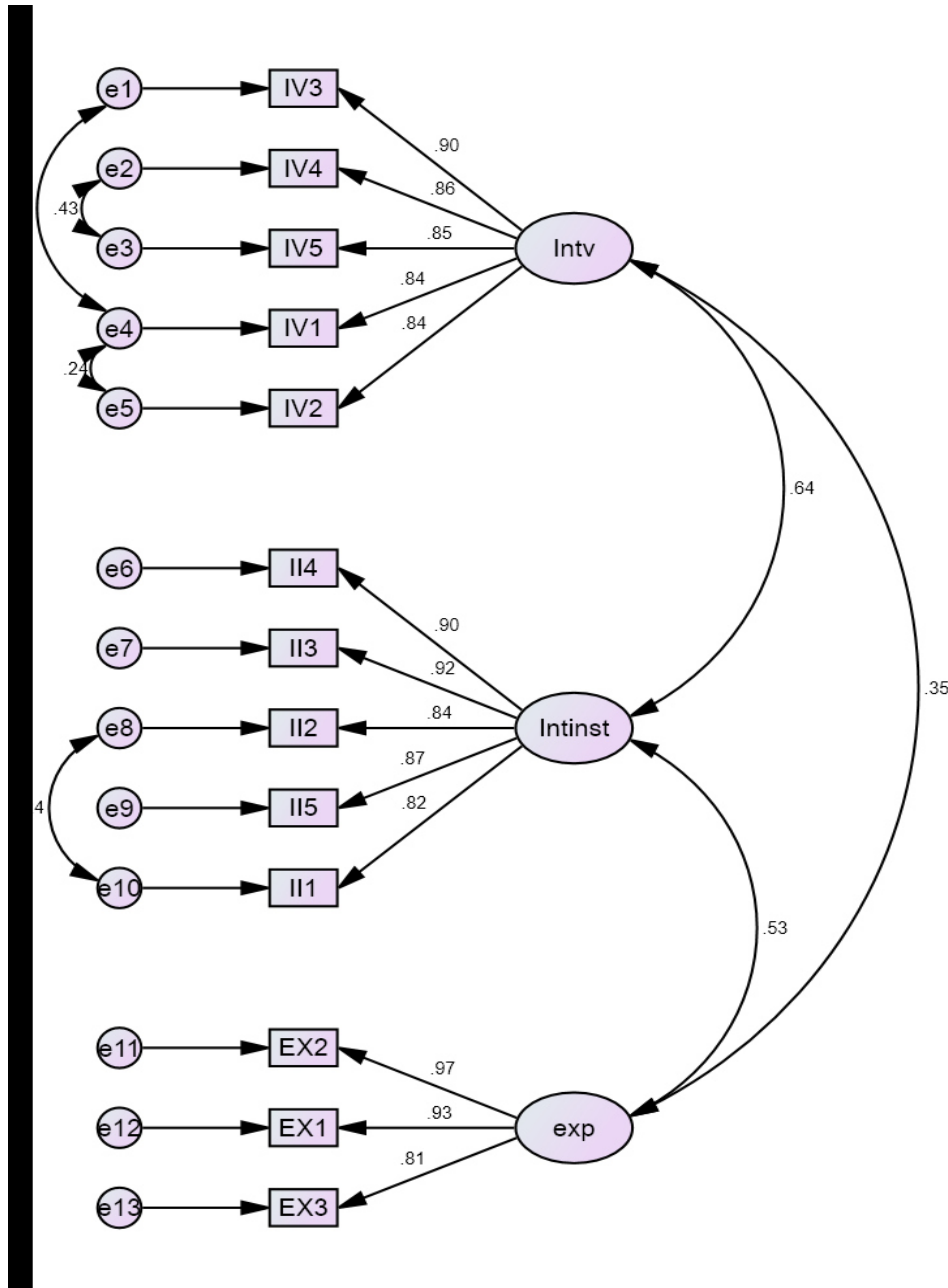 e1 IV3
.90
e2 IV4
.86
.43
e3 IV5 .85 Intv
.84
e4 IV1
.84
.24
e5 IV2
.64
e6 II4
.90
e7 II3
.92
.35
e8 II2 .84 Intinst
.87
4 e9 II5
.82
e10 II1
.53
e11 EX2
.97
e12 EX1 .93 exp
.81
e13 EX3